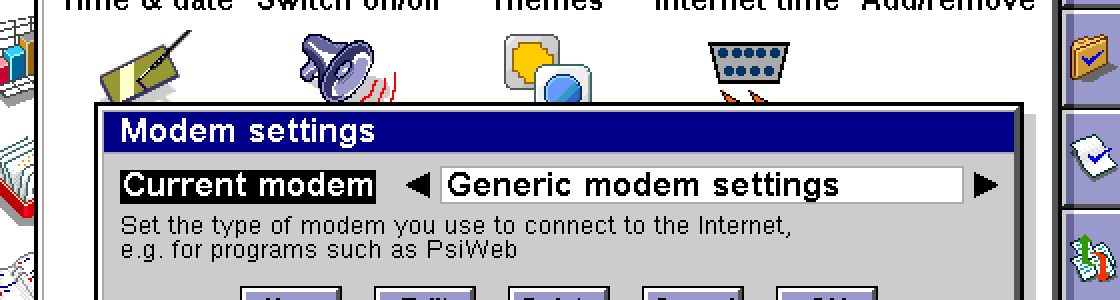 Time & date Switch on/off Themes Internet time Add/remove
Modem settings
Current modem Generic modem settings
Set the type of modem you use to connect to the Internet,
e.g. for programs such as PsiWeb